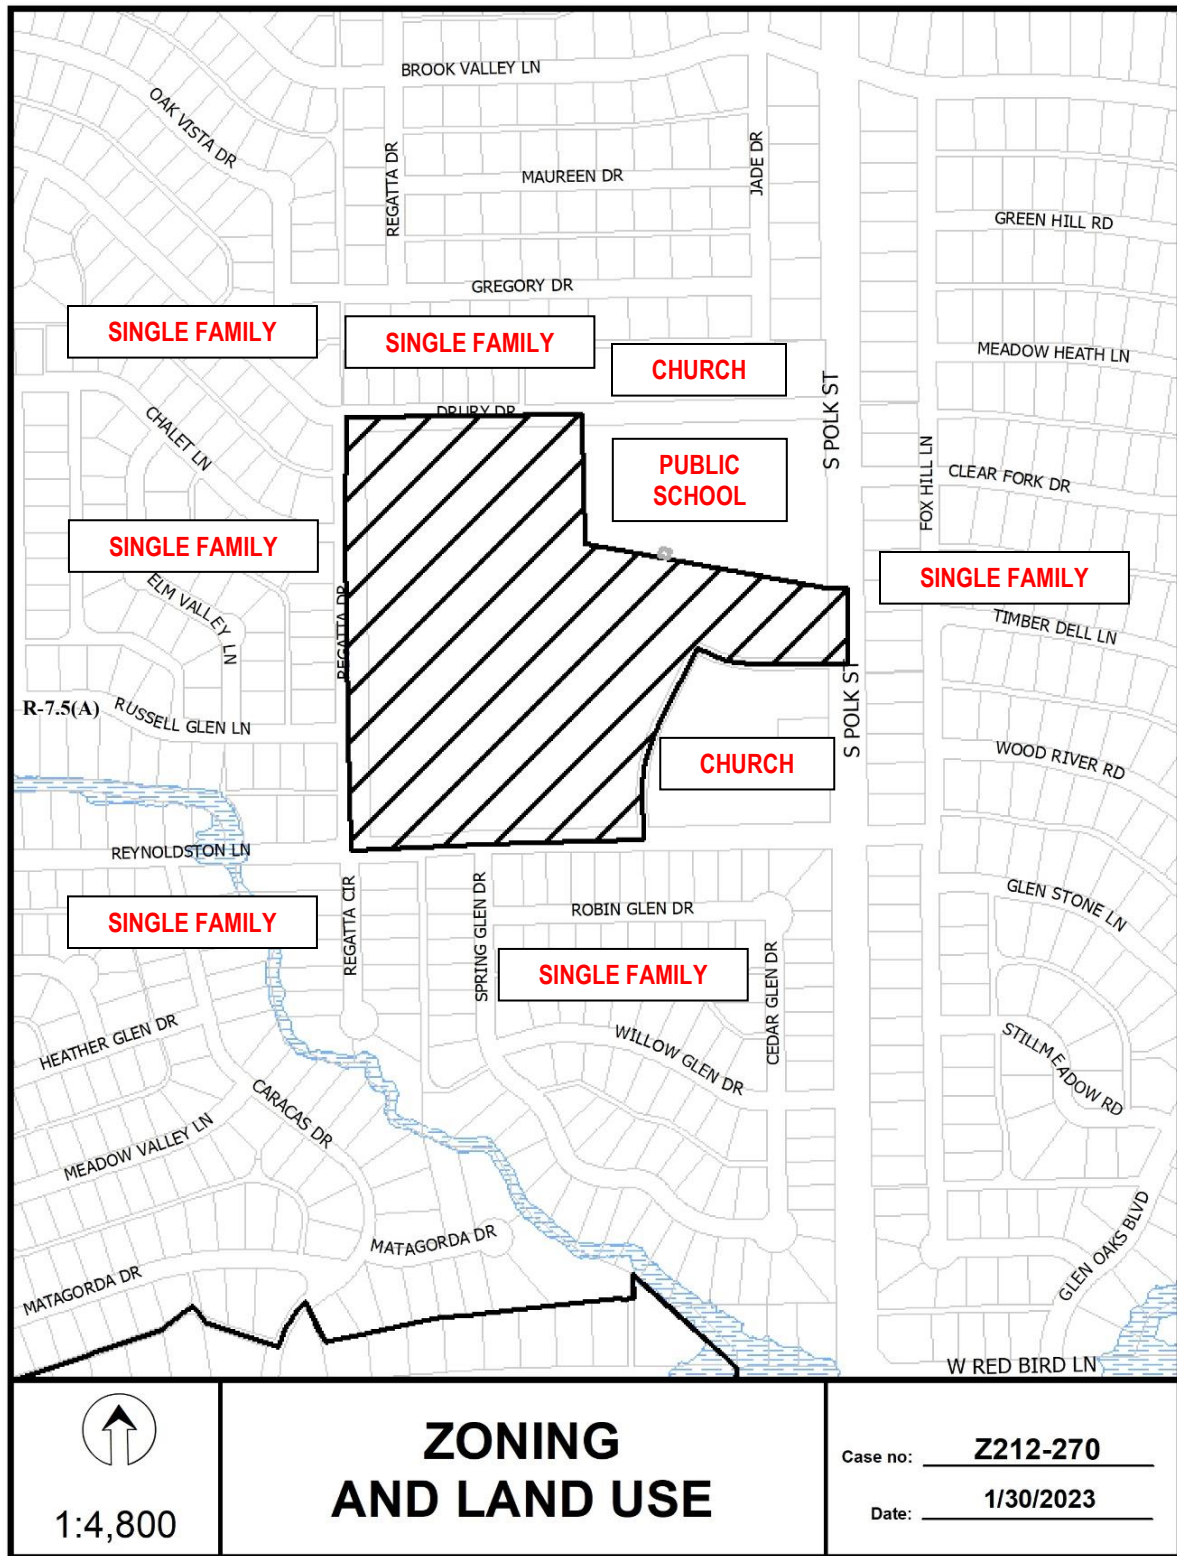 BROOK VALLEY LN
OAK VISTA DR
REGATTA DR
MAUREEN DR
JADE DR
GREEN HILL RD
GREGORY DR
SINGLE FAMILY
SINGLE FAMILY
CHURCH
MEADOW HEATH LN
S POLK ST
DRURY DR
CHALET LN
PUBLIC
SCHOOL
FOX HILL LN
CLEAR FORK DR
SINGLE FAMILY
SINGLE FAMILY
ELM VALLEY LN
REGATTA DR
TIMBER DELL LN
R-7.5(A)
RUSSELL GLEN LN
S POLK ST
CHURCH
WOOD RIVER RD
REYNOLDSTON LN
SINGLE FAMILY
REGATTA CIR
SPRING GLEN DR
ROBIN GLEN DR
GLEN STONE LN
SINGLE FAMILY
CEDAR GLEN DR
HEATHER GLEN DR
WILLOW GLEN DR
STILLMEADOW RD
CARACAS DR
MEADOW VALLEY LN
MATAGORDA DR
MATAGORDA DR
GLEN OAKS BLVD
W RED BIRD LN
1:4,800
ZONING
AND LAND USE
Case no: Z212-270
Date: 1/30/2023